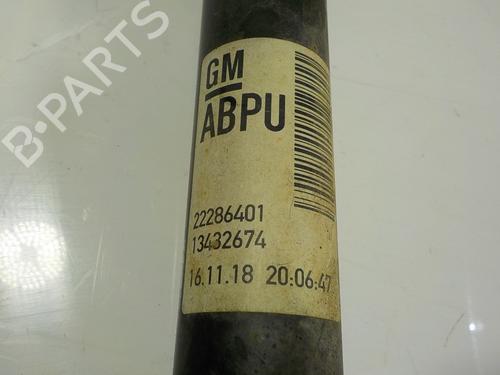 GM
ABPU
22286401
13432674
16.11.18 20:06:47
B-PARTS